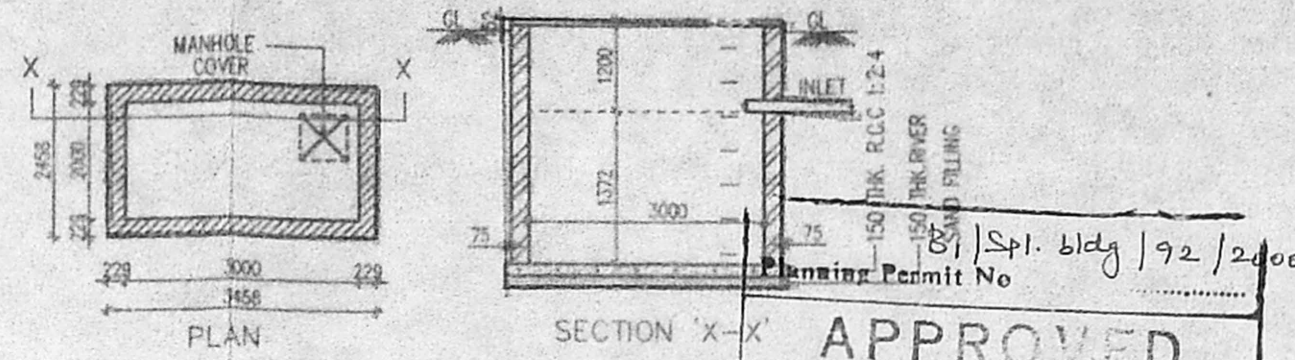 MANHOLE
COVER
X
X
229
2000
229
2458
229
3000
229
3458
PLAN
GL
GL
1200
INLET
1372
3000
75
75
150 THK. R.C.C 1:2:4
150 THK.RIVER
SAND FILLING
SECTION 'X-X'
B1/Spl. bldg /92 /2000
Planning Permit No
APPROVED